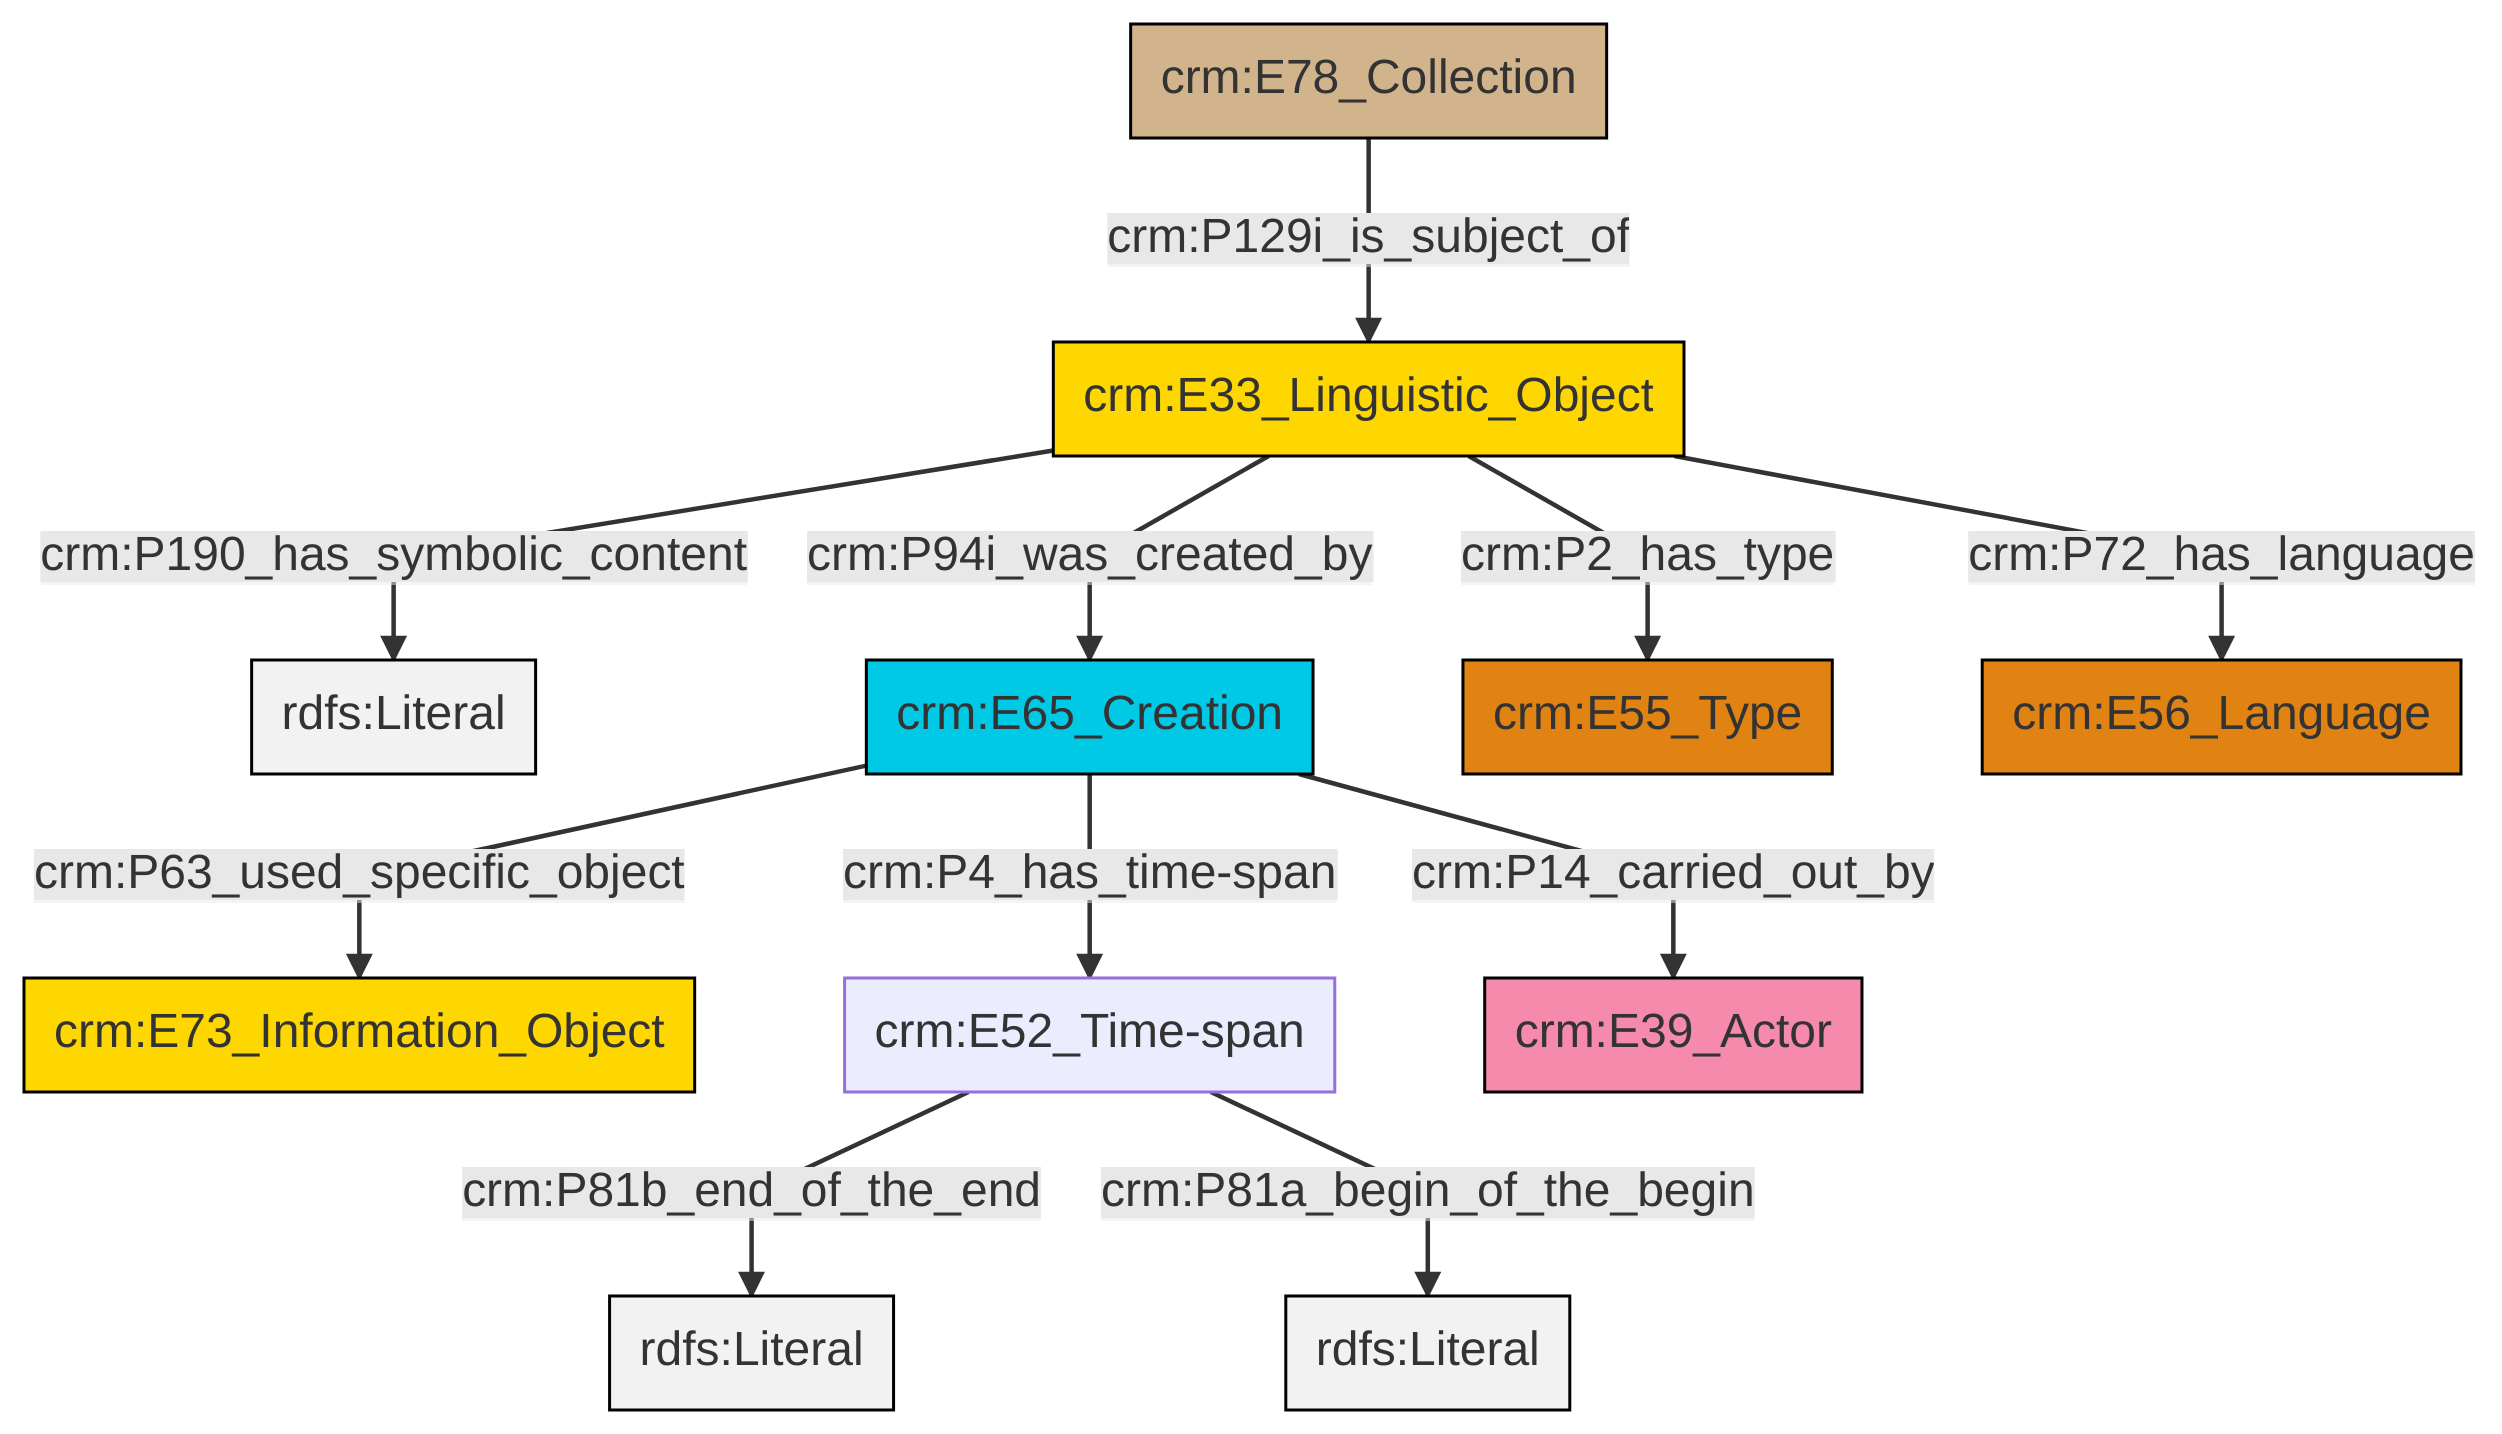 crm:E78_Collection
crm:P129i_is_subject_of
crm:E33_Linguistic_Object
crm:P190_has_symbolic_content
crm:P94i_was_created_by
crm:P2_has_type
crm:P72_has_language
rdfs:Literal
crm:E65_Creation
crm:E55_Type
crm:E56_Language
crm:P63_used_specific_object
crm:P4_has_time-span
crm:P14_carried_out_by
crm:E73_Information_Object
crm:E52_Time-span
crm:E39_Actor
crm:P81b_end_of_the_end
crm:P81a_begin_of_the_begin
rdfs:Literal
rdfs:Literal